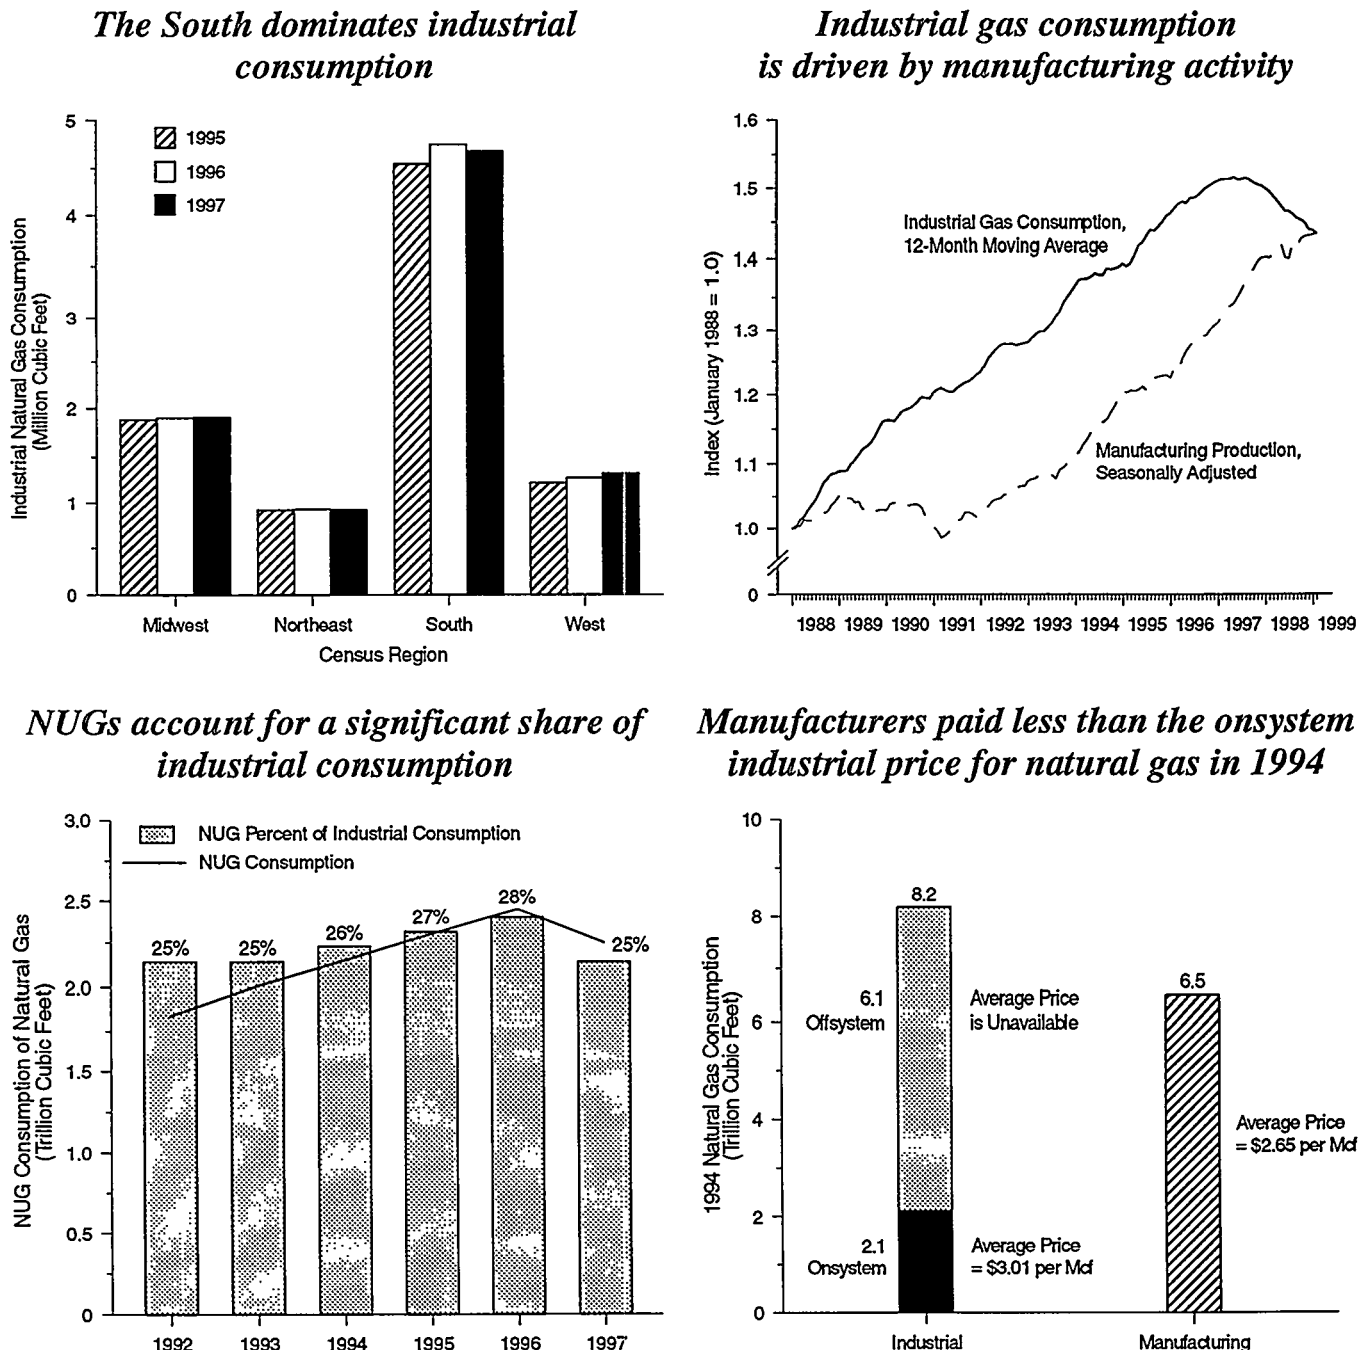 The South dominates industrial
consumption
5
4
3
2
1
0
Industrial Natural Gas Consumption
(Million Cubic Feet)
1995
1996
1997
Midwest Northeast South West
Census Region
Industrial gas consumption
is driven by manufacturing activity
1.6
1.5
1.4
1.3
1.2
1.1
1.0
0
Index (January 1988 = 1.0)
Industrial Gas Consumption,
12-Month Moving Average
Manufacturing Production,
Seasonally Adjusted
1988 1989 1990 1991 1992 1993 1994 1995 1996 1997 1998 1999
NUGs account for a significant share of
industrial consumption
3.0
2.5
2.0
1.5
1.0
0.5
0
NUG Consumption of Natural Gas
(Trillion Cubic Feet)
NUG Percent of Industrial Consumption
NUG Consumption
25% 25% 26% 27% 28% 25%
1992 1993 1994 1995 1996 1997
Manufacturers paid less than the onsystem
industrial price for natural gas in 1994
10
8
6
4
2
0
1994 Natural Gas Consumption
(Trillion Cubic Feet)
8.2
6.1
Offsystem
Average Price
is Unavailable
2.1
Onsystem
Average Price
= $3.01 per Mcf
6.5
Average Price
= $2.65 per Mcf
Industrial Manufacturing